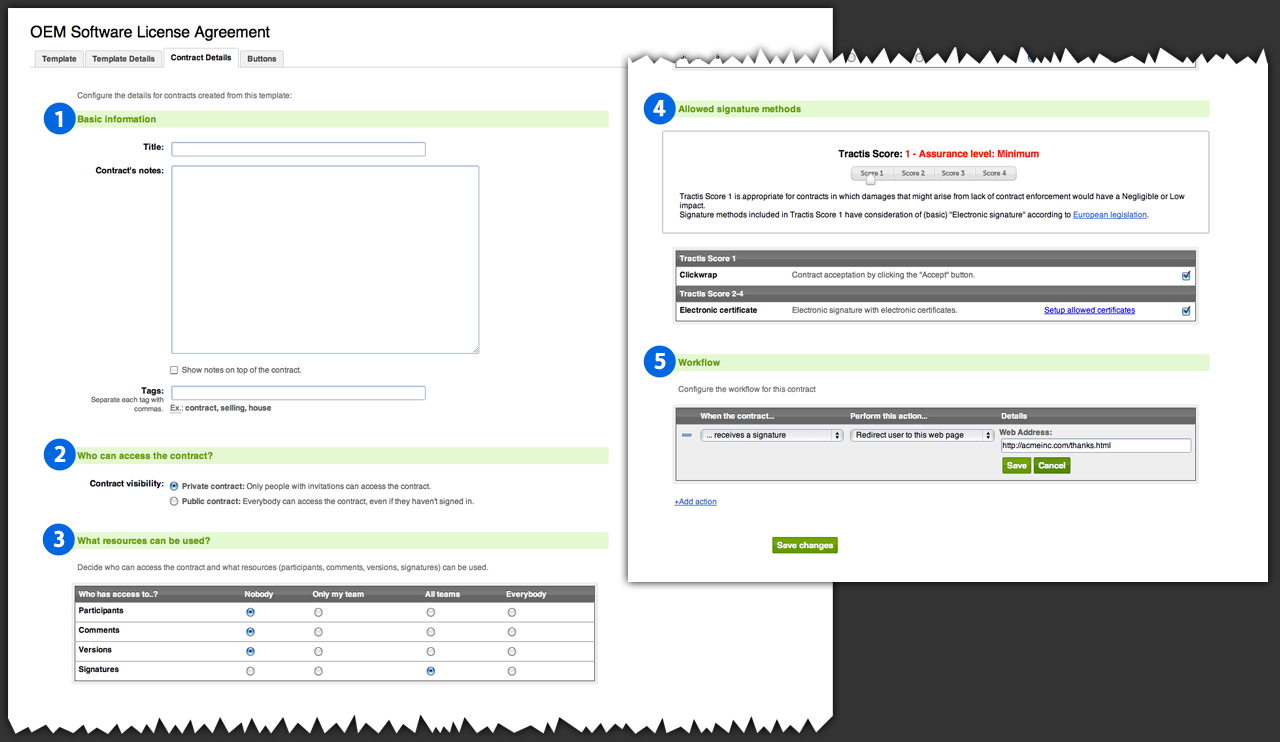 OEM Software License Agreement
Template
Template Details
Contract Details
Buttons
Configure the details for contracts created from this template:
1
Basic information
Title:
Contract's notes:
Show notes on top of the contract.
Tags:
Separate each tag with
commas.
Ex.: contract, selling, house
2
Who can access the contract?
Contract visibility:
Private contract: Only people with invitations can access the contract.
Public contract: Everybody can access the contract, even if they haven't signed in.
3
What resources can be used?
Decide who can access the contract and what resources (participants, comments, versions, signatures) can be used.
Who has access to..? Nobody Only my team All teams Everybody
Participants
Comments
Versions
Signatures
4
Allowed signature methods
Tractis Score: 1 - Assurance level: Minimum
Score 1 Score 2 Score 3 Score 4
Tractis Score 1 is appropriate for contracts in which damages that might arise from lack of contract enforcement would have a Negligible or Low
impact.
Signature methods included in Tractis Score 1 have consideration of (basic) "Electronic signature" according to European legislation.
Tractis Score 1
Clickwrap Contract acceptation by clicking the "Accept" button.
Tractis Score 2-4
Electronic certificate Electronic signature with electronic certificates. Setup allowed certificates
5
Workflow
Configure the workflow for this contract
When the contract... Perform this action... Details
... receives a signature Redirect user to this web page Web Address:
http://acmeinc.com/thanks.html
Save Cancel
+Add action
Save changes